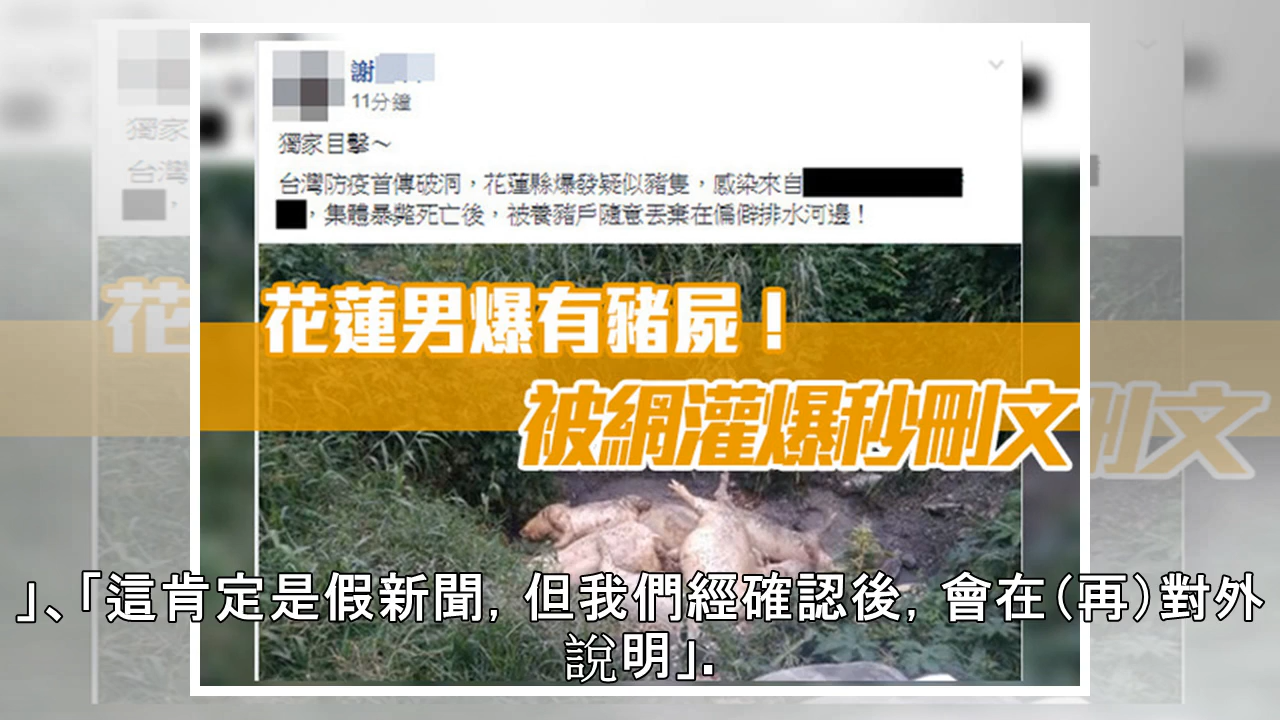 謝
11分鐘
獨家目擊～
台灣防疫首傳破洞，花蓮縣爆發疑似豬隻，感染來自
，集體暴斃死亡後，被養豬戶隨意丟棄在偏僻排水河邊！
花蓮男爆有豬屍！
被網灌爆秒刪文
」、「這肯定是假新聞, 但我們經確認後, 會在(再)對外
說明」.